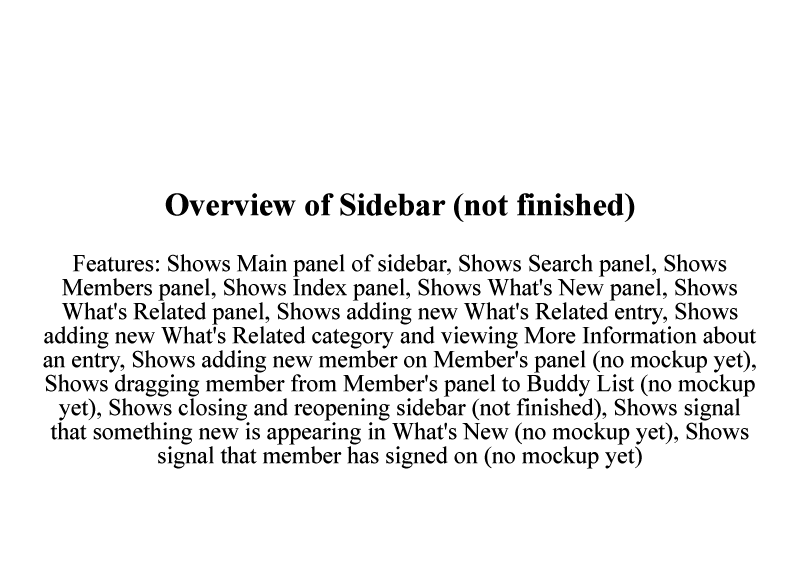 Overview of Sidebar (not finished)
Features: Shows Main panel of sidebar, Shows Search panel, Shows
Members panel, Shows Index panel, Shows What's New panel, Shows
What's Related panel, Shows adding new What's Related entry, Shows
adding new What's Related category and viewing More Information about
an entry, Shows adding new member on Member's panel (no mockup yet),
Shows dragging member from Member's panel to Buddy List (no mockup
yet), Shows closing and reopening sidebar (not finished), Shows signal
that something new is appearing in What's New (no mockup yet), Shows
signal that member has signed on (no mockup yet)